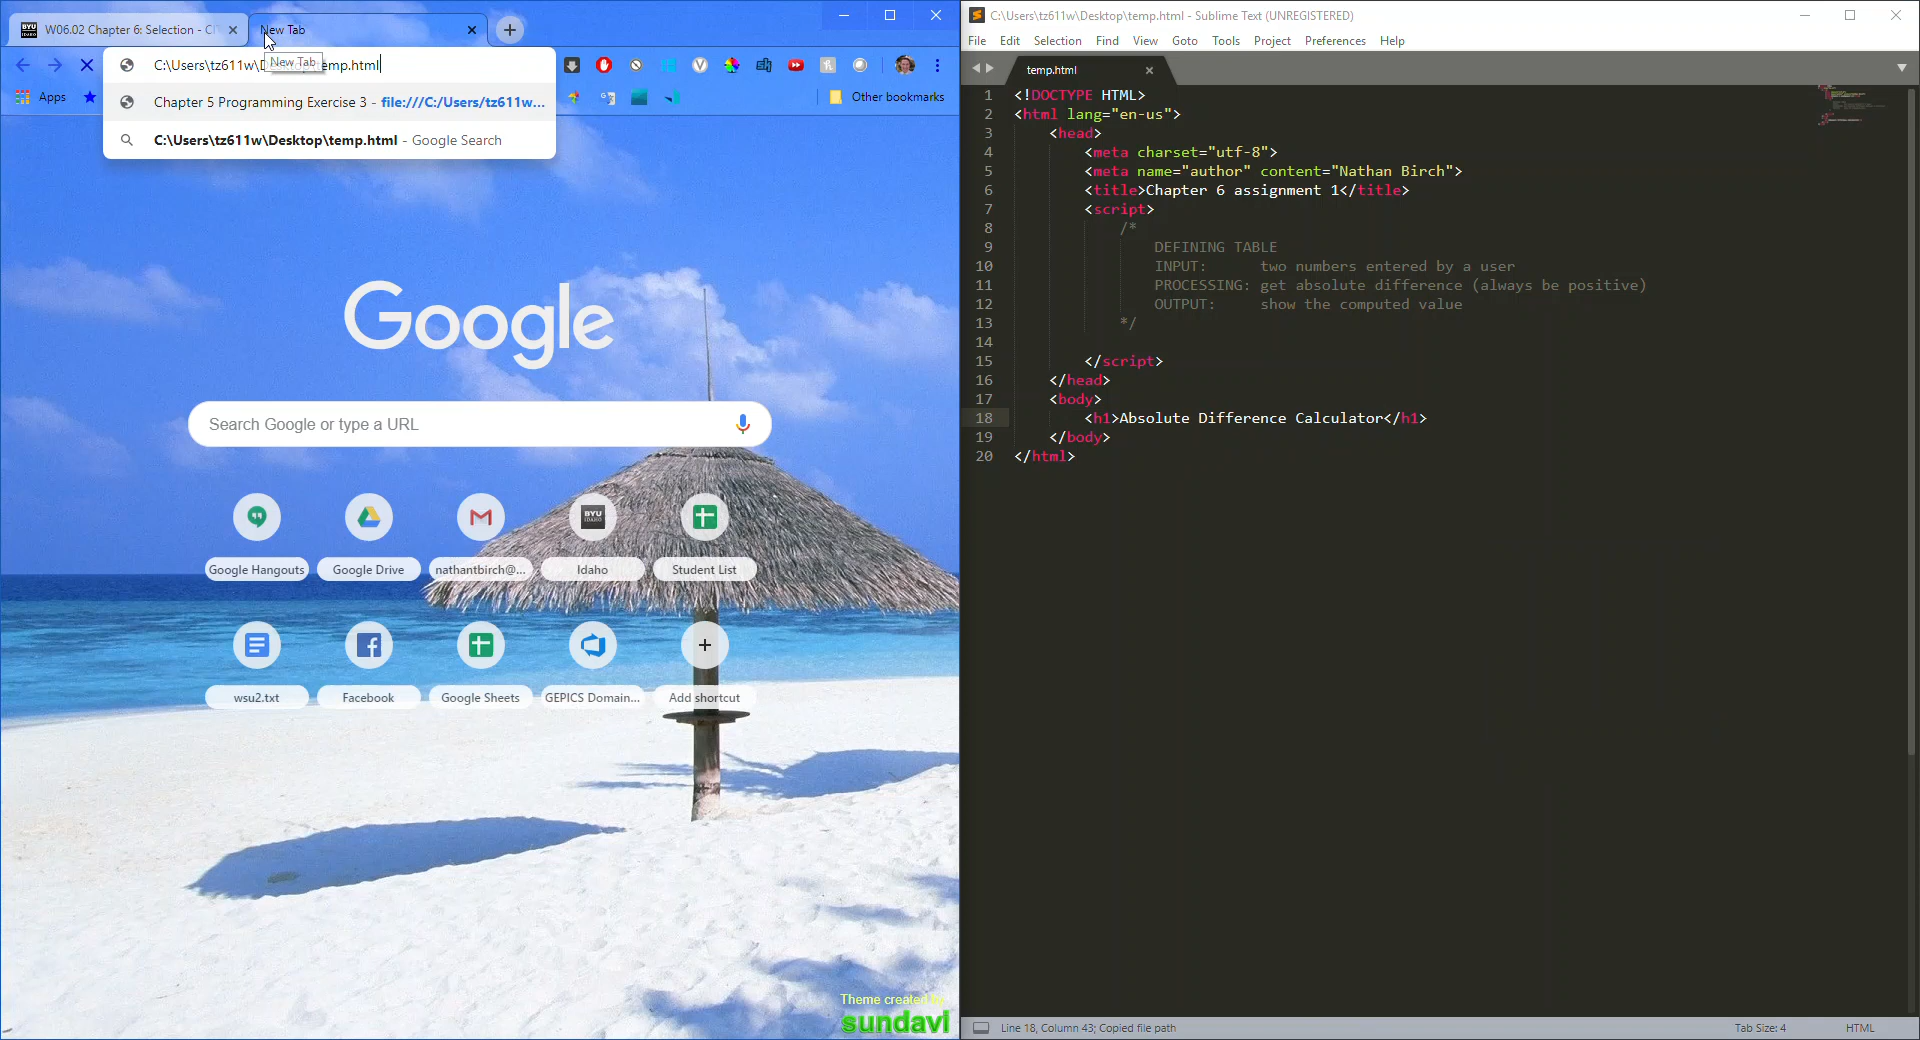 W06.02 Chapter 6: Selection - CIT
New Tab
New Tab
C:\Users\tz611w\Desktop\temp.html
Chapter 5 Programming Exercise 3 - file:///C:/Users/tz611w...
C:\Users\tz611w\Desktop\temp.html - Google Search
Apps
Other bookmarks
Google
Search Google or type a URL
BYU
IDAHO
Google Hangouts
Google Drive
nathantbirch@...
Idaho
Student List
wsu2.txt
Facebook
Google Sheets
GEPICS Domain...
Add shortcut
Theme created by
sundavi
C:\Users\tz611w\Desktop\temp.html - Sublime Text (UNREGISTERED)
File Edit Selection Find View Goto Tools Project Preferences Help
temp.html
1 <!DOCTYPE HTML>
2 <html lang="en-us">
3 <head>
4 <meta charset="utf-8">
5 <meta name="author" content="Nathan Birch">
6 <title>Chapter 6 assignment 1</title>
7 <script>
8 /*
9 DEFINING TABLE
10 INPUT: two numbers entered by a user
11 PROCESSING: get absolute difference (always be positive)
12 OUTPUT: show the computed value
13 */
14
15 </script>
16 </head>
17 <body>
18 <h1>Absolute Difference Calculator</h1>
19 </body>
20 </html>
Line 18, Column 43; Copied file path
Tab Size: 4
HTML